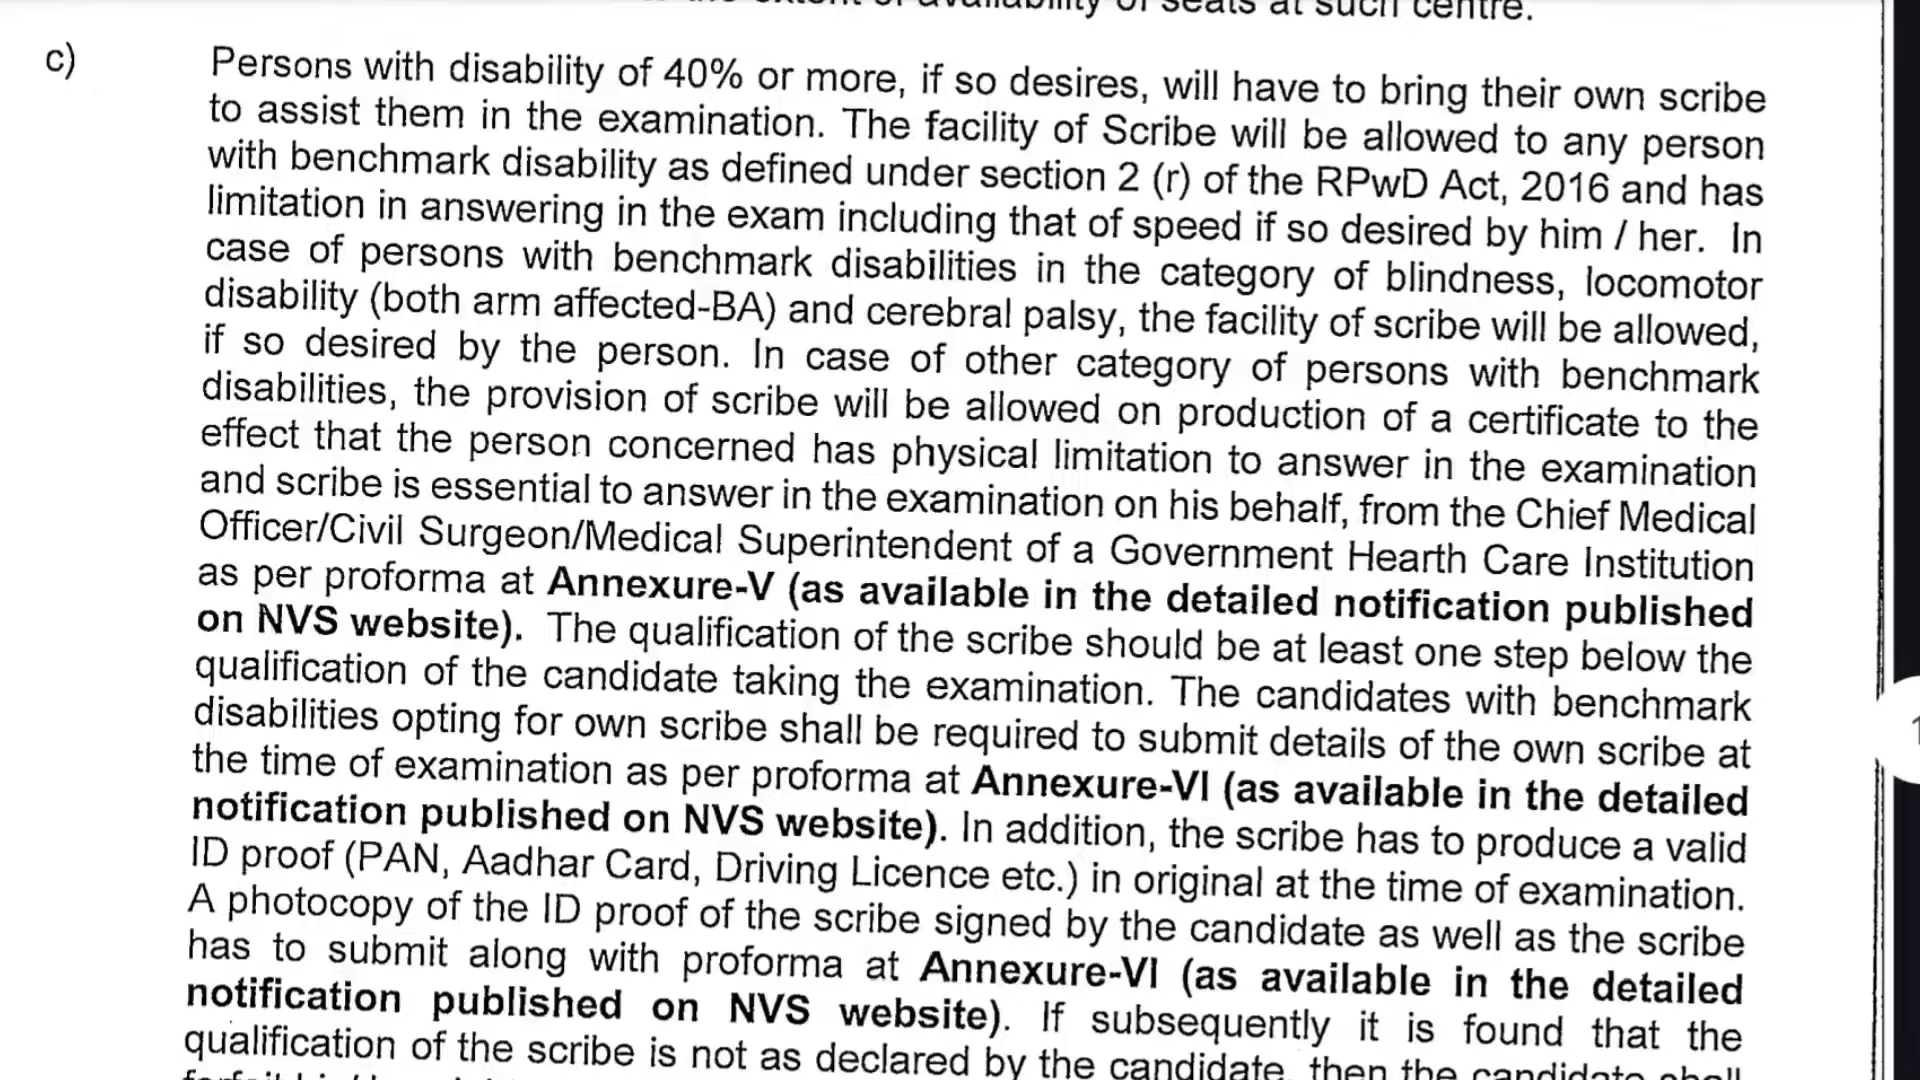 of availability of seats at such centre.
c) Persons with disability of 40% or more, if so desires, will have to bring their own scribe
to assist them in the examination. The facility of Scribe will be allowed to any person
with benchmark disability as defined under section 2 (r) of the RPwD Act, 2016 and has
limitation in answering in the exam including that of speed if so desired by him / her. In
case of persons with benchmark disabilities in the category of blindness, locomotor
disability (both arm affected-BA) and cerebral palsy, the facility of scribe will be allowed,
if so desired by the person. In case of other category of persons with benchmark
disabilities, the provision of scribe will be allowed on production of a certificate to the
effect that the person concerned has physical limitation to answer in the examination
and scribe is essential to answer in the examination on his behalf, from the Chief Medical
Officer/Civil Surgeon/Medical Superintendent of a Government Hearth Care Institution
as per proforma at Annexure-V (as available in the detailed notification published
on NVS website). The qualification of the scribe should be at least one step below the
qualification of the candidate taking the examination. The candidates with benchmark
disabilities opting for own scribe shall be required to submit details of the own scribe at
the time of examination as per proforma at Annexure-VI (as available in the detailed
notification published on NVS website). In addition, the scribe has to produce a valid
ID proof (PAN, Aadhar Card, Driving Licence etc.) in original at the time of examination.
A photocopy of the ID proof of the scribe signed by the candidate as well as the scribe
has to submit along with proforma at Annexure-VI (as available in the detailed
notification published on NVS website). If subsequently it is found that the
qualification of the scribe is not as declared by the candidate, then the candidate shall